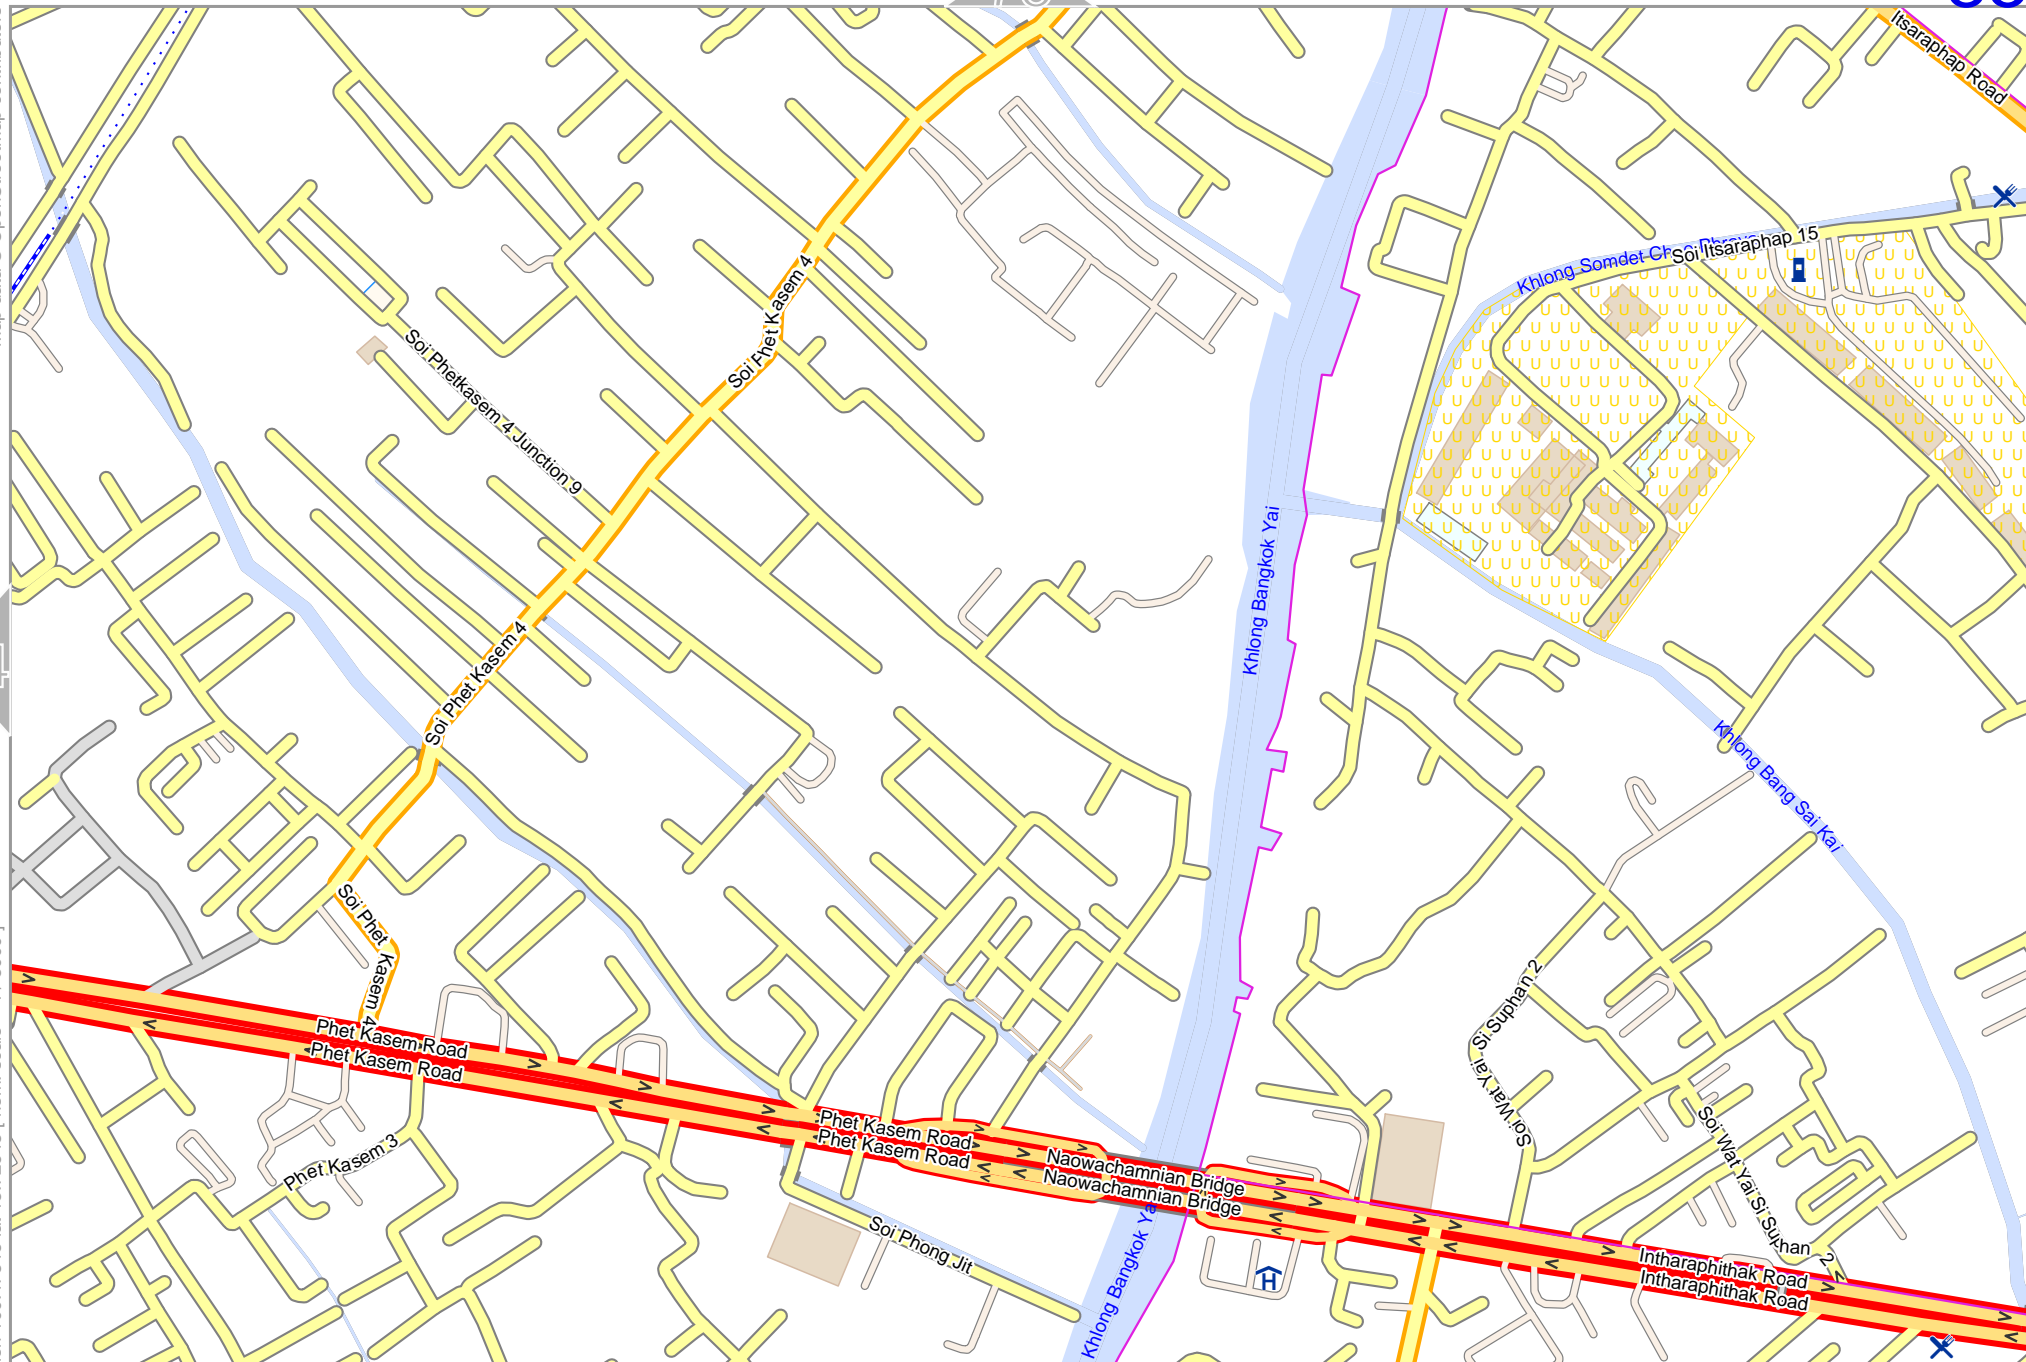 Itsaraphap Road
Khlong Somdet Chao Phraya
Soi Itsaraphap 15
Soi Phet Kasem 4
Soi Phetkasem 4 Junction 9
Khlong Bangkok Yai
Soi Phet Kasem 4
Khlong Bang Sai Kai
Soi Phet Kasem 4
Si Suphan 2
Soi Wat Yai
Phet Kasem Road
Phet Kasem Road
Phet Kasem Road
Phet Kasem Road
Phet Kasem 3
Naowachamnian Bridge
Naowachamnian Bridge
Soi Wat Yai Si Suphan 2
Soi Phong Jit
Khlong Bangkok Yai
Intharaphithak Road
Intharaphithak Road
H